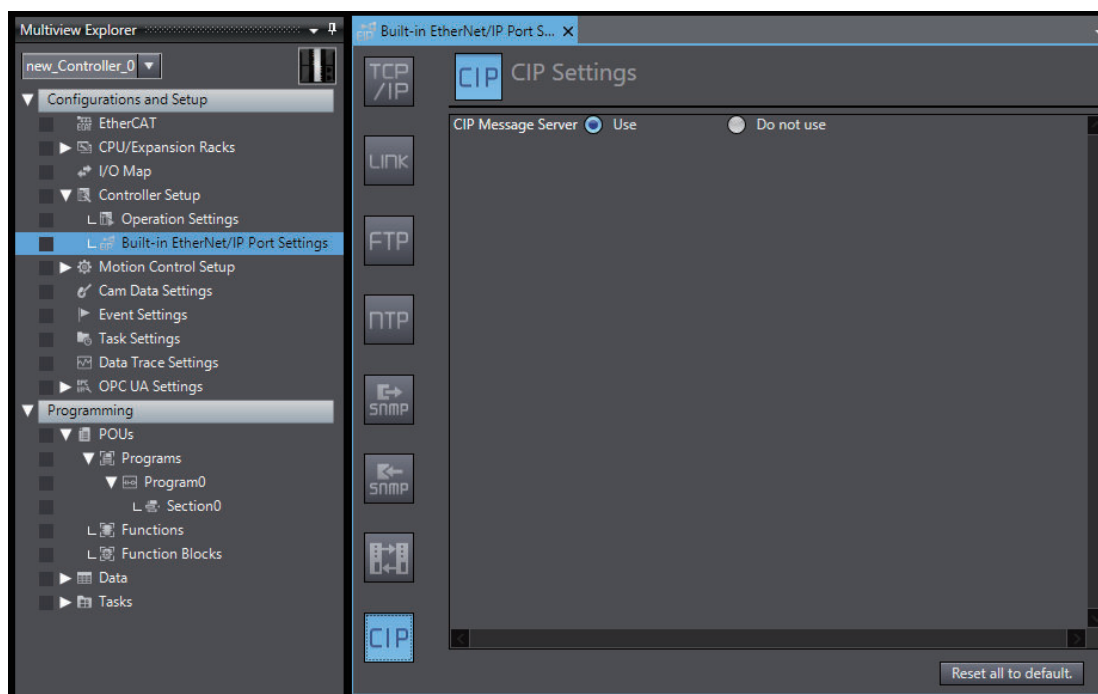 Multiview Explorer
new_Controller_0
Configurations and Setup
EtherCAT
CPU/Expansion Racks
I/O Map
Controller Setup
Operation Settings
Built-in EtherNet/IP Port Settings
Motion Control Setup
Cam Data Settings
Event Settings
Task Settings
Data Trace Settings
OPC UA Settings
Programming
POUs
Programs
Program0
Section0
Functions
Function Blocks
Data
Tasks
Built-in EtherNet/IP Port S...
TCP
/IP
LINK
FTP
NTP
SNMP
SNMP
CIP
CIP CIP Settings
CIP Message Server Use Do not use
Reset all to default.